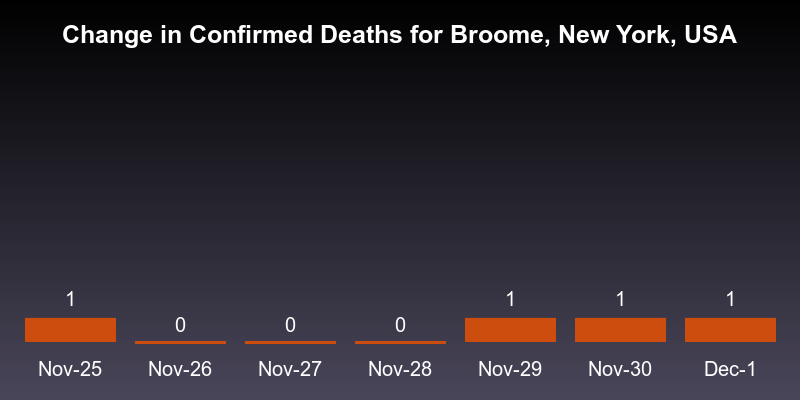 Change in Confirmed Deaths for Broome, New York, USA
1 0 0 0 1 1 1
Nov-25 Nov-26 Nov-27 Nov-28 Nov-29 Nov-30 Dec-1